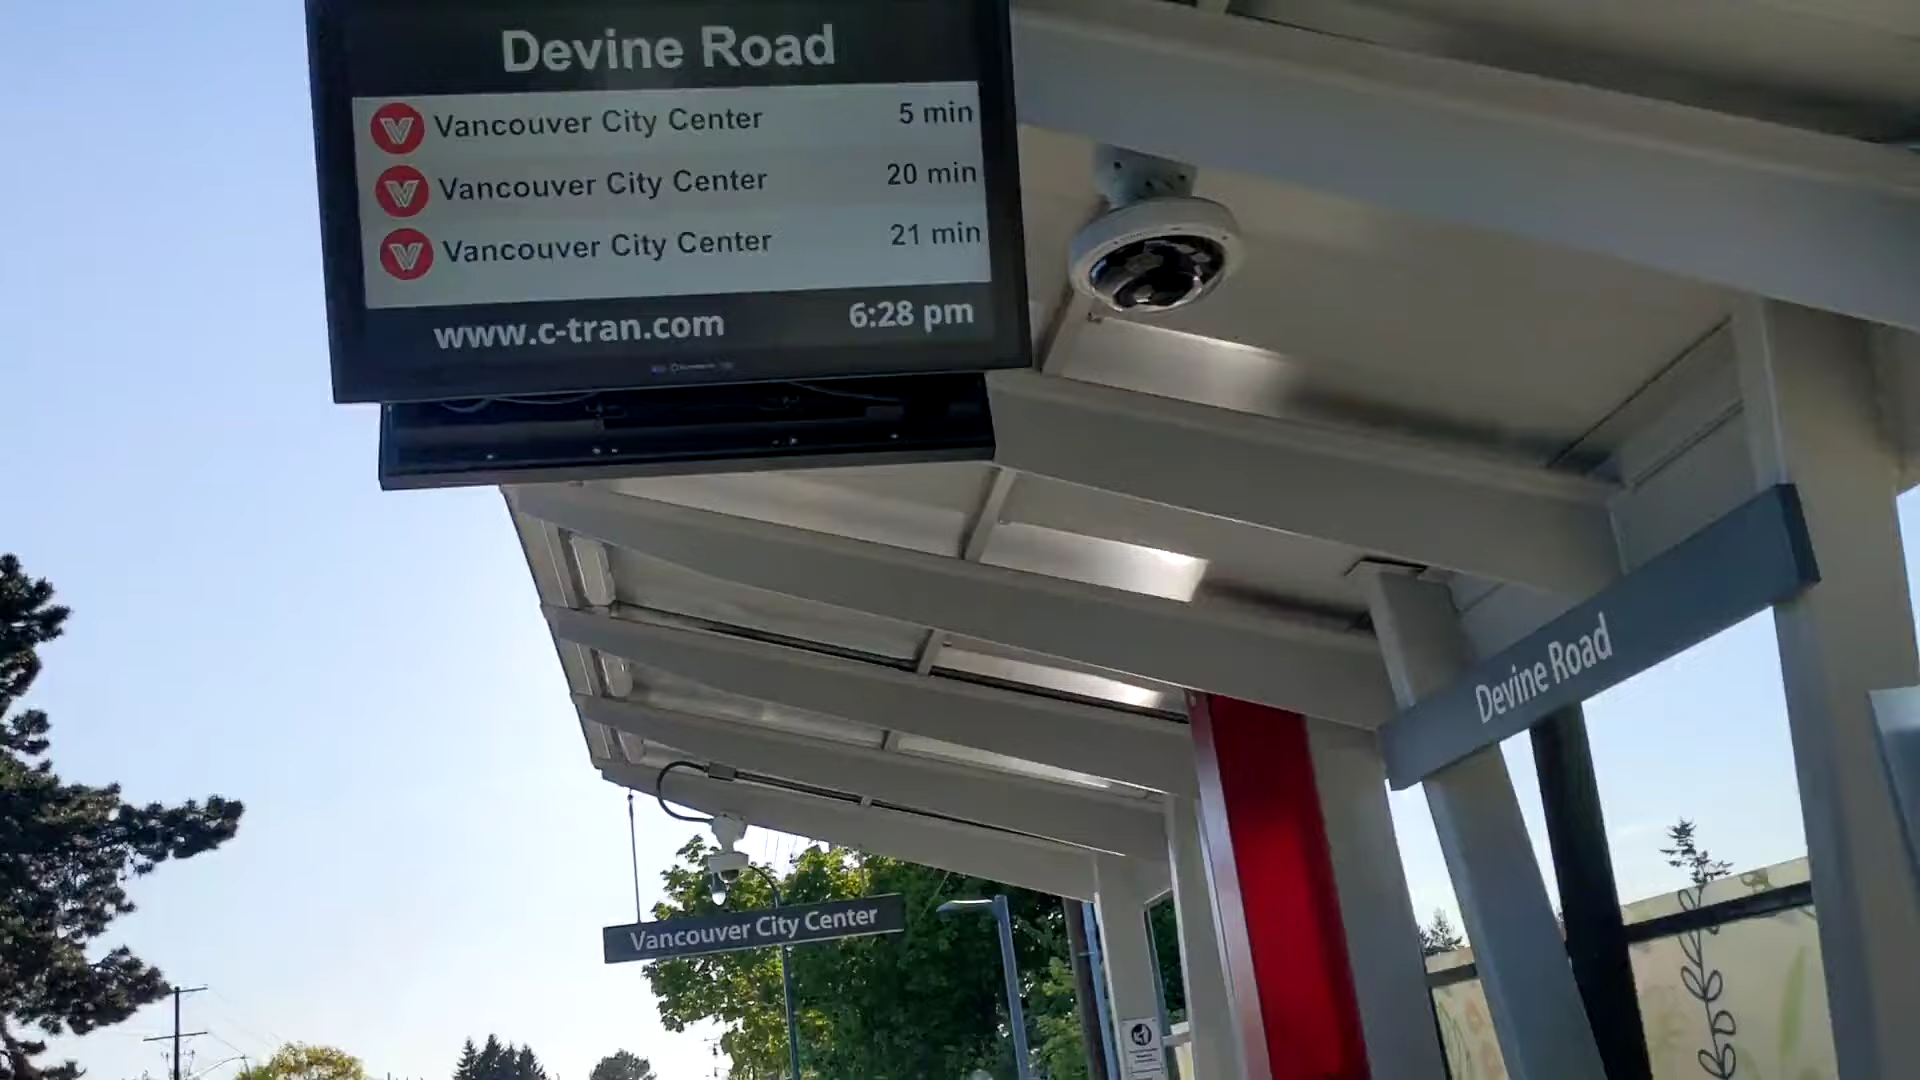 Devine Road
Vancouver City Center 5 min
Vancouver City Center 20 min
Vancouver City Center 21 min
www.c-tran.com 6:28 pm
Devine Road
Vancouver City Center